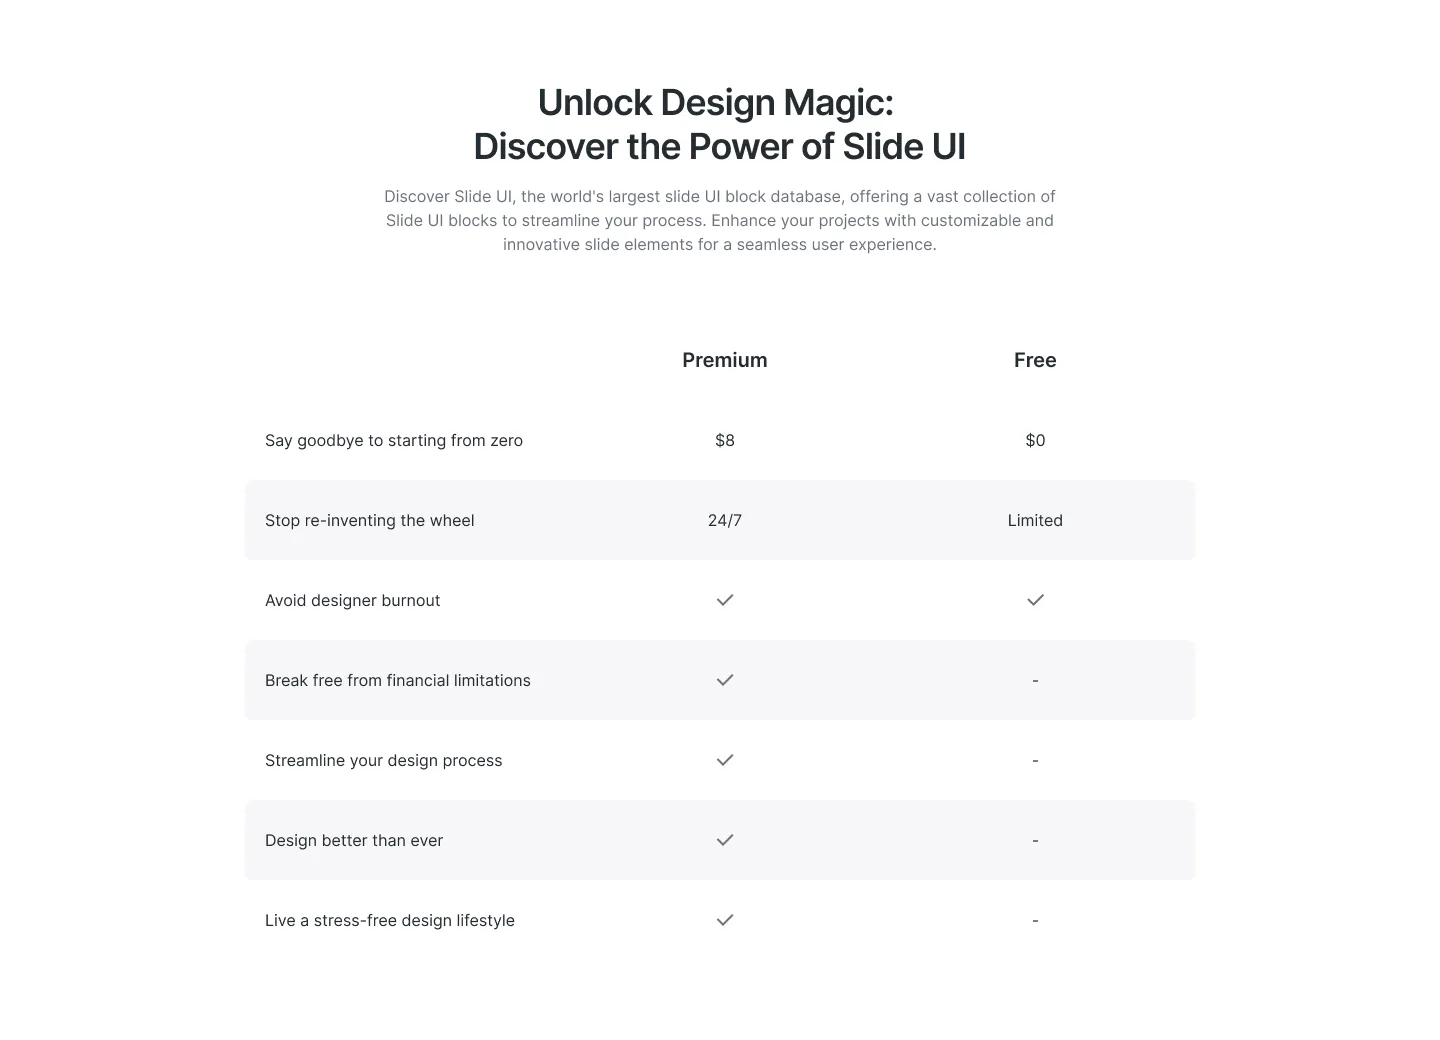 Unlock Design Magic:
Discover the Power of Slide UI
Discover Slide UI, the world's largest slide UI block database, offering a vast collection of
Slide UI blocks to streamline your process. Enhance your projects with customizable and
innovative slide elements for a seamless user experience.
Premium Free
Say goodbye to starting from zero $8 $0
Stop re-inventing the wheel 24/7 Limited
Avoid designer burnout ✓ ✓
Break free from financial limitations ✓ -
Streamline your design process ✓ -
Design better than ever ✓ -
Live a stress-free design lifestyle ✓ -